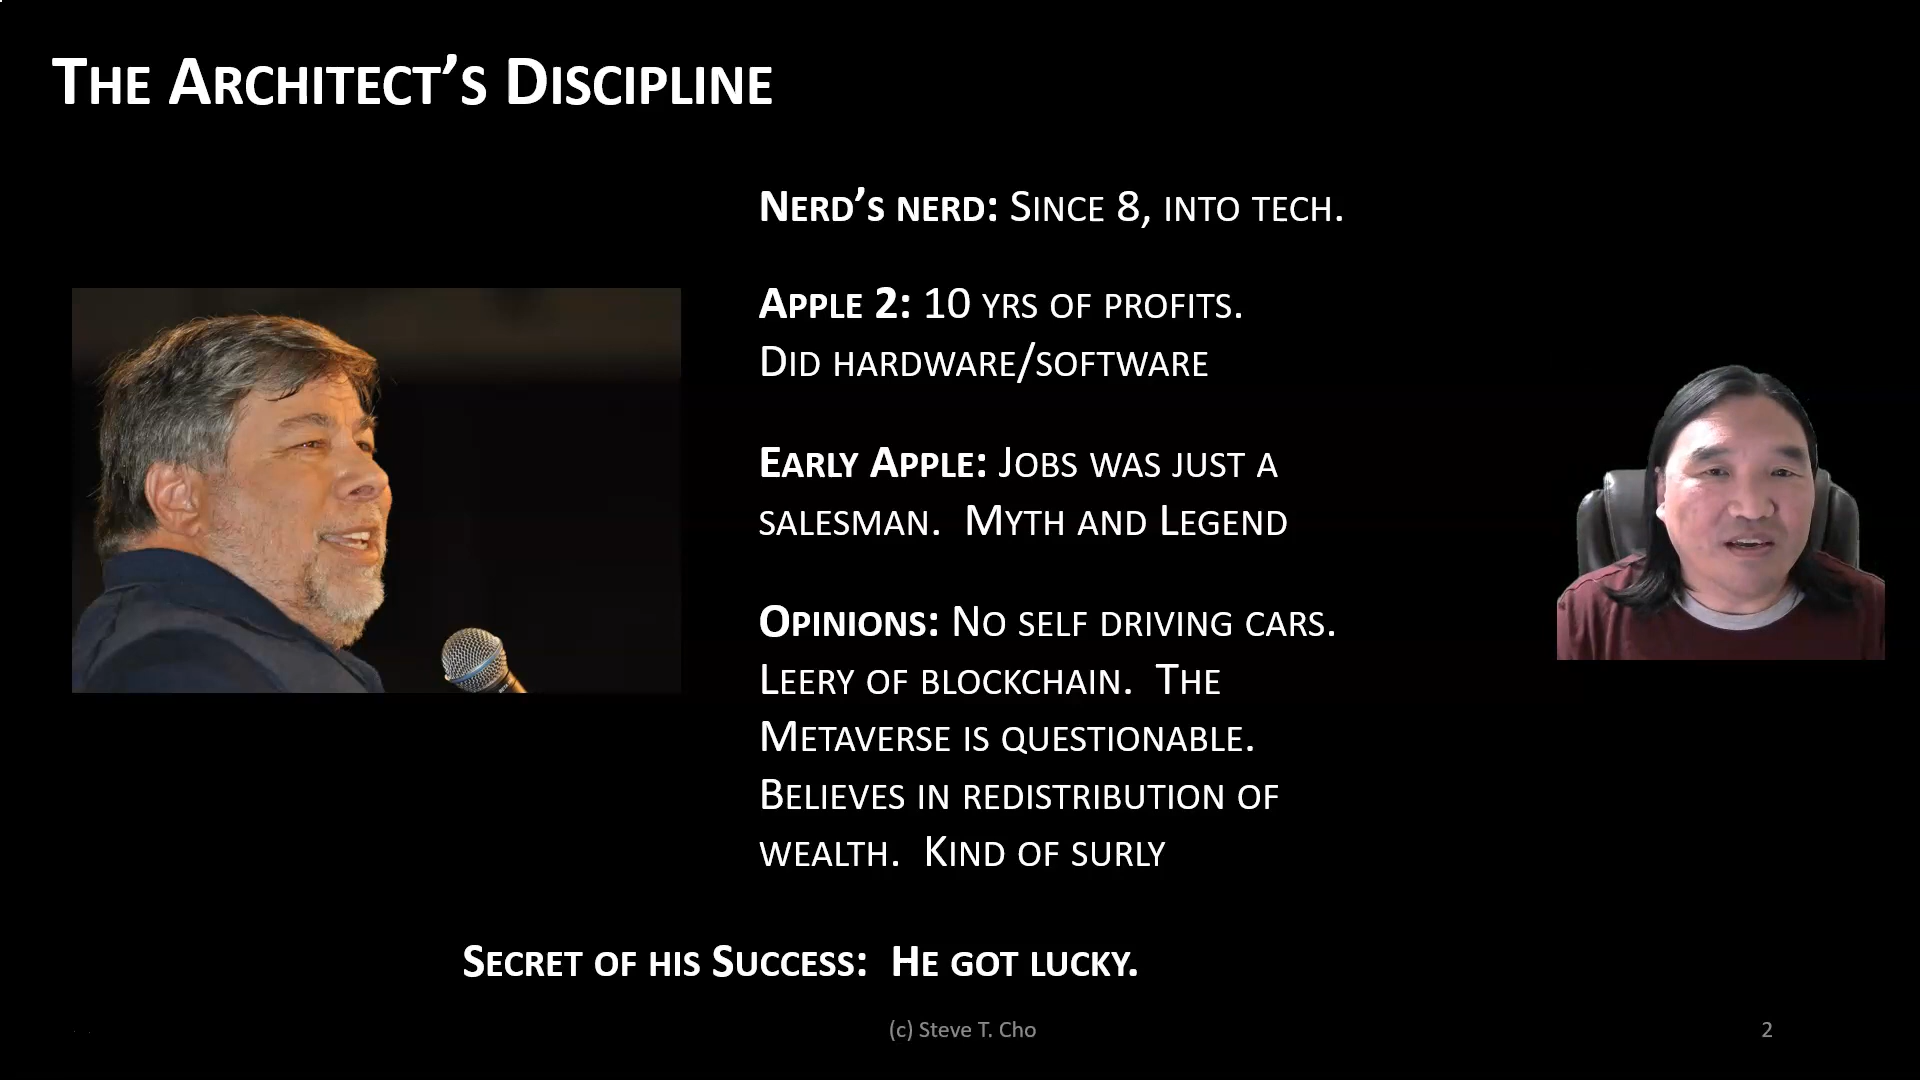 The Architect’s Discipline
Nerd’s nerd: Since 8, into tech.
Apple 2: 10 yrs of profits.
Did hardware/software
Early Apple: Jobs was just a
salesman.  Myth and Legend
Opinions: No self driving cars.
Leery of blockchain.  The
Metaverse is questionable.
Believes in redistribution of
wealth.  Kind of surly
Secret of his Success:  He got lucky.
(c) Steve T. Cho
2